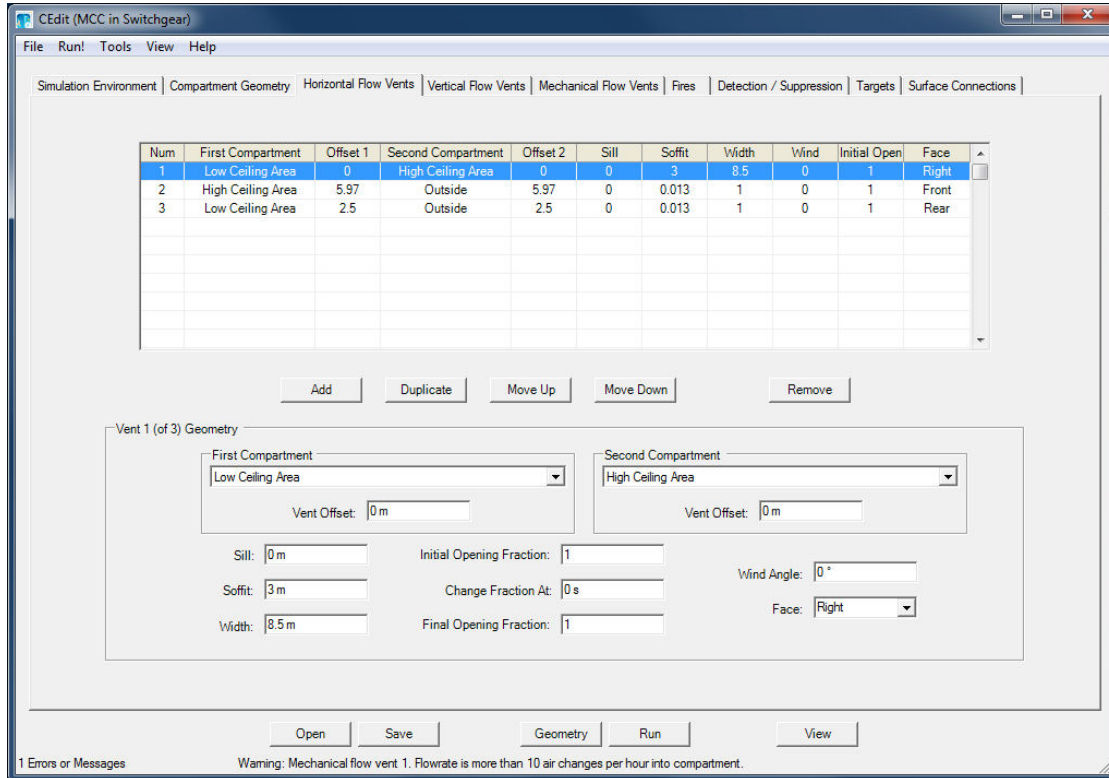 CEdit (MCC in Switchgear)
File Run! Tools View Help
Simulation Environment Compartment Geometry Horizontal Flow Vents Vertical Flow Vents Mechanical Flow Vents Fires Detection / Suppression Targets Surface Connections
Num First Compartment Offset 1 Second Compartment Offset 2 Sill Soffit Width Wind Initial Open Face
1 Low Ceiling Area 0 High Ceiling Area 0 0 3 8.5 0 1 Right
2 High Ceiling Area 5.97 Outside 5.97 0 0.013 1 0 1 Front
3 Low Ceiling Area 2.5 Outside 2.5 0 0.013 1 0 1 Rear
Add Duplicate Move Up Move Down Remove
Vent 1 (of 3) Geometry
First Compartment Second Compartment
Low Ceiling Area High Ceiling Area
Vent Offset: 0 m Vent Offset: 0 m
Sill: 0 m Initial Opening Fraction: 1
Wind Angle: 0 °
Soffit: 3 m Change Fraction At: 0 s
Face: Right
Width: 8.5 m Final Opening Fraction: 1
Open Save Geometry Run View
1 Errors or Messages Warning: Mechanical flow vent 1. Flowrate is more than 10 air changes per hour into compartment.